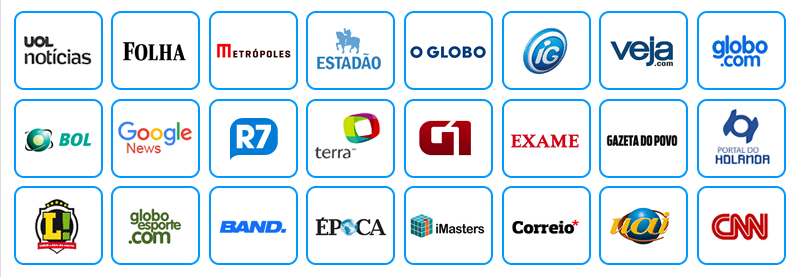 UOL
notícias
FOLHA
METRÓPOLES
ESTADÃO
O GLOBO
iG
veja
.com
globo
.com
BOL
Google
News
R7
terra
G1
EXAME
GAZETA DO POVO
PORTAL DO
HOLANDA
L!
globo
esporte
.com
BAND.
ÉPOCA
iMasters
Correio*
uai
CNN